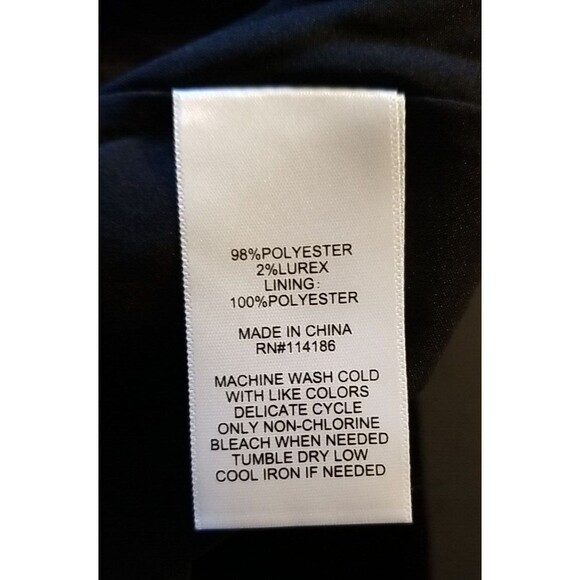 98%POLYESTER
2%LUREX
LINING:
100%POLYESTER
MADE IN CHINA
RN#114186
MACHINE WASH COLD
WITH LIKE COLORS
DELICATE CYCLE
ONLY NON-CHLORINE
BLEACH WHEN NEEDED
TUMBLE DRY LOW
COOL IRON IF NEEDED